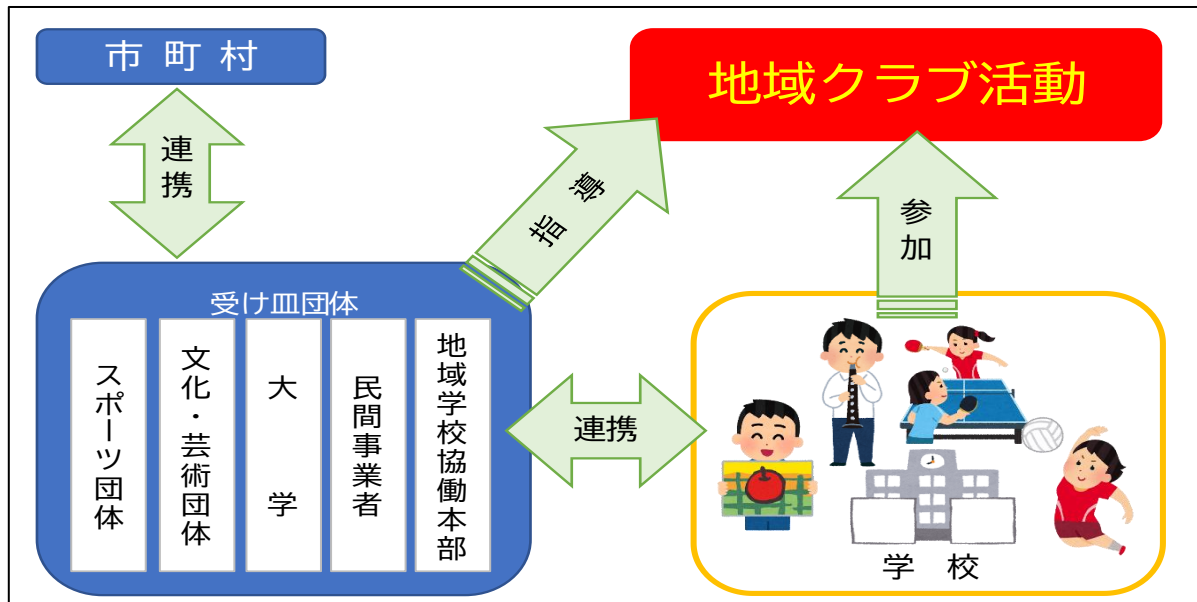 市町村
地域クラブ活動
連携
指導
参加
受け皿団体
スポーツ団体
文化・芸術団体
大学
民間事業者
地域学校協働本部
連携
学校